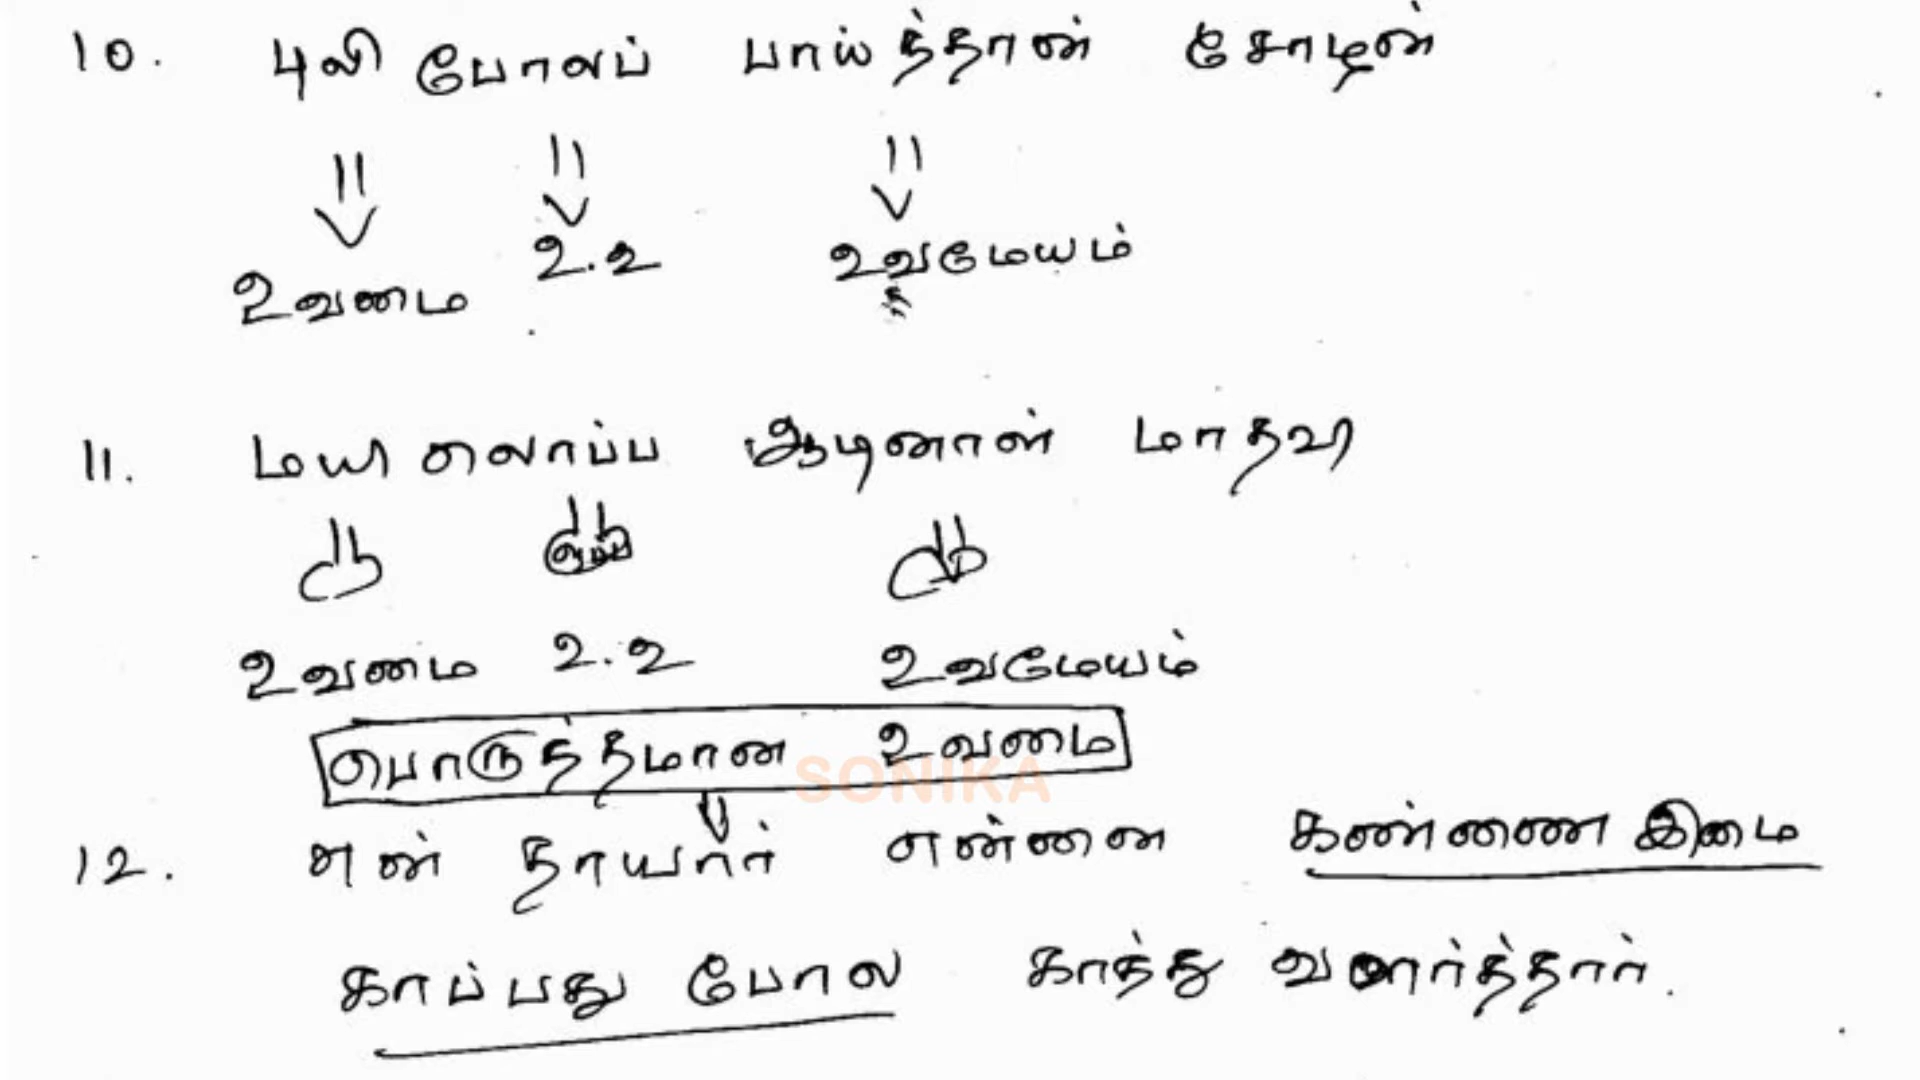 10. புலி போலப் பாய்ந்தான் சோழன்
உவமை உ.உ உவமேயம்
11. மயிலொப்ப ஆடினாள் மாதவி
உவமை உ.உ உவமேயம்
பொருத்தமான உவமை
SONIKA
12. என் தாயார் என்னை கண்ணை இமை
காப்பது போல காத்து வளர்த்தார்.